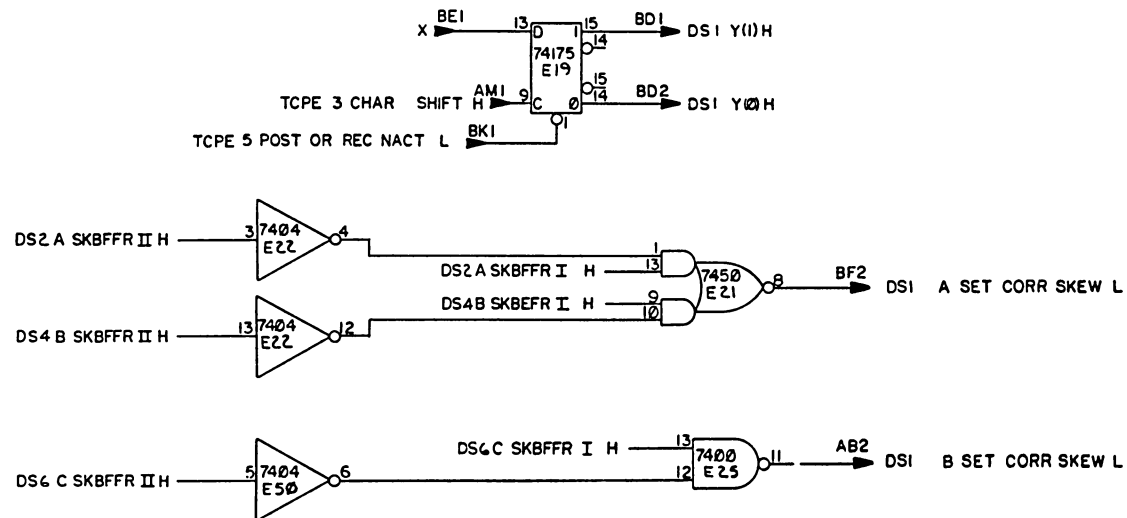 BE1 13 D 1 15 BD1
X DS1 Y(1) H
14
74175
E19
15
AM1 14 BD2
TCPE 3 CHAR SHIFT H 9 C 0 DS1 Y(0) H
1
BK1
TCPE 5 POST OR REC NACT L
DS2 A SKBFFR II H 3 7404 4
E22
1
DS2 A SKBFFR I H 13
7450 8 BF2
E21 DS1 A SET CORR SKEW L
DS4 B SKBEFR I H 9
10
DS4 B SKBFFR II H 13 7404 12
E22
DS6 C SKBFFR I H 13
7400 11 AB2
E25 DS1 B SET CORR SKEW L
12
DS6 C SKBFFR II H 5 7404 6
E50